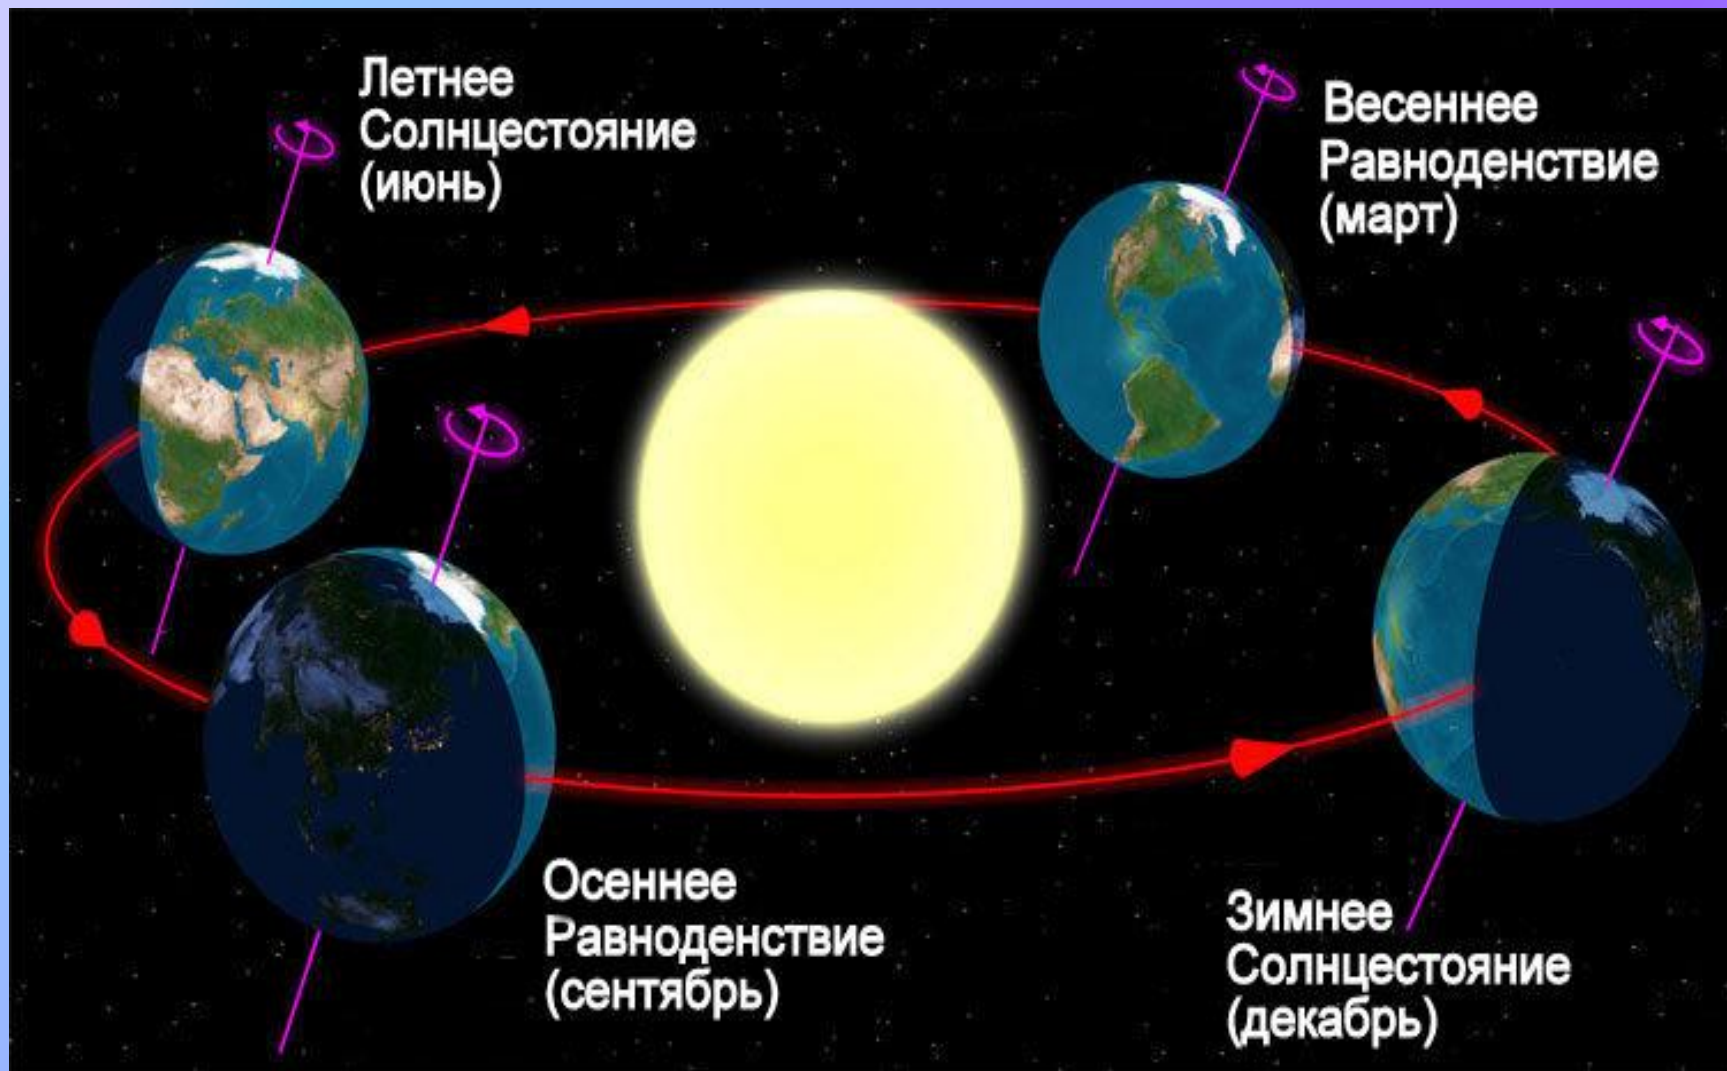 Летнее
Солнцестояние
(июнь)
Весеннее
Равноденствие
(март)
Осеннее
Равноденствие
(сентябрь)
Зимнее
Солнцестояние
(декабрь)